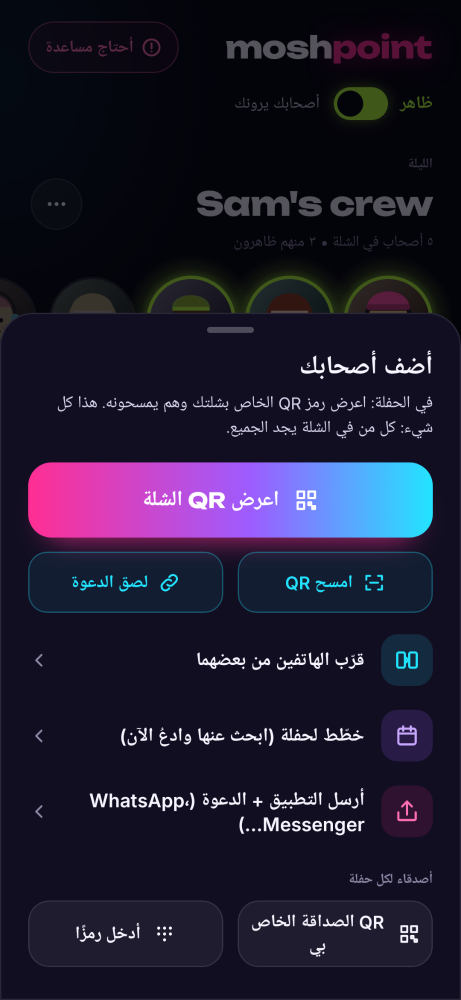 moshpoint
أحتاج مساعدة
ظاهر
أصحابك يرونك
الليلة
Sam's crew
٥ أصحاب في الشلة • ٣ منهم ظاهرون
أضف أصحابك
في الحفلة: اعرض رمز QR الخاص بشلتك وهم يمسحونه. هذا كل
شيء: كل من في الشلة يجد الجميع.
اعرض QR الشلة
امسح QR
لصق الدعوة
قرّب الهاتفين من بعضهما
خطّط لحفلة (ابحث عنها وادعُ الآن)
أرسل التطبيق + الدعوة (WhatsApp،
Messenger…)
أصدقاء لكل حفلة
QR الصداقة الخاص
بي
أدخل رمزًا